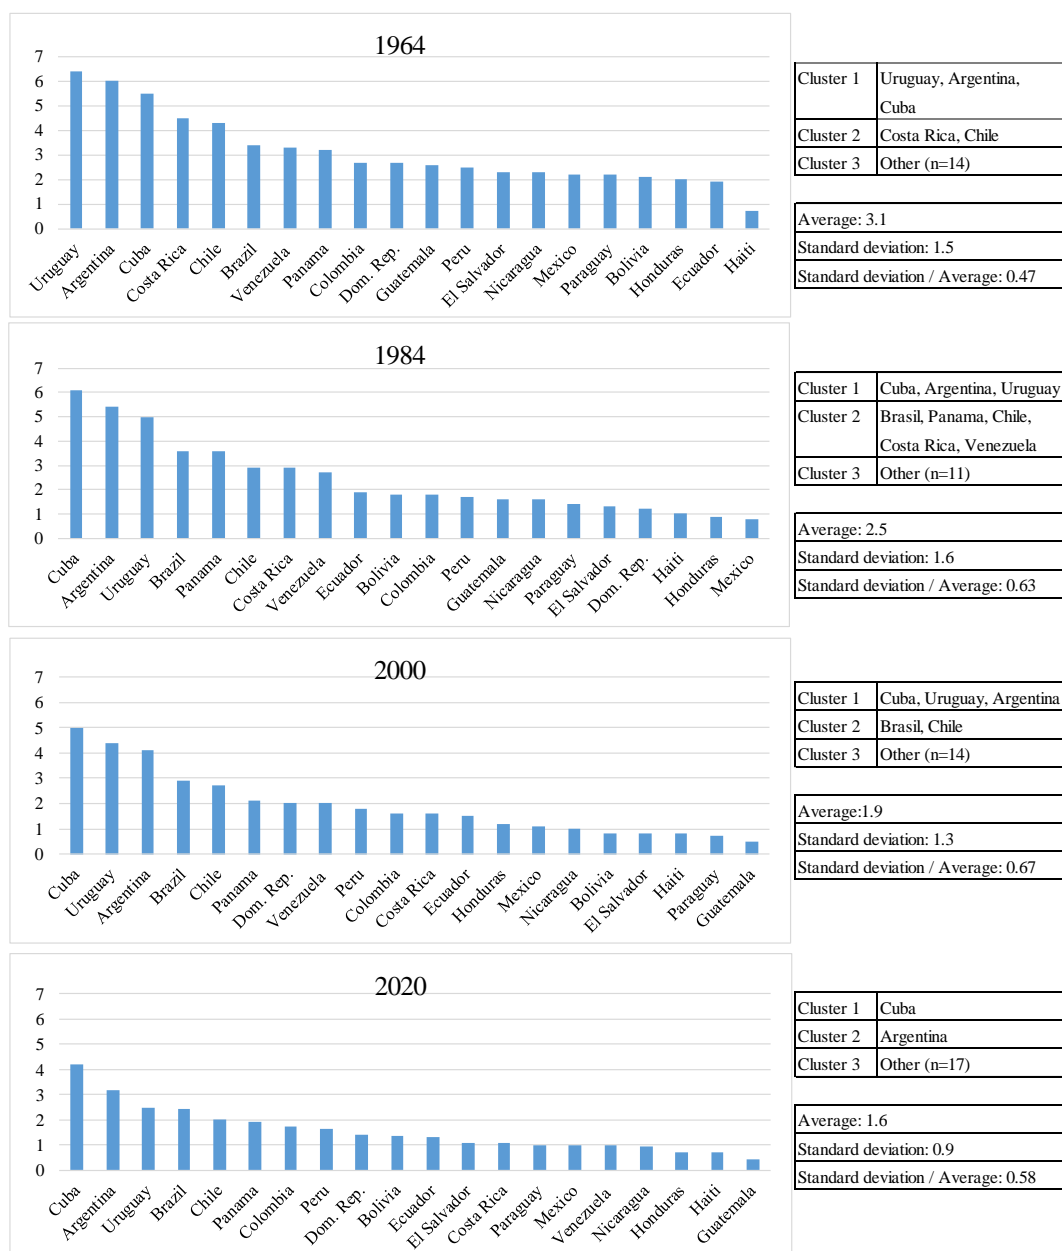 1964
7
6
5
4
3
2
1
0
Uruguay
Argentina
Cuba
Costa Rica
Chile
Brazil
Venezuela
Panama
Colombia
Dom. Rep.
Guatemala
Peru
El Salvador
Nicaragua
Mexico
Paraguay
Bolivia
Honduras
Ecuador
Haiti
Cluster 1 Uruguay, Argentina,
Cuba
Cluster 2 Costa Rica, Chile
Cluster 3 Other (n=14)
Average: 3.1
Standard deviation: 1.5
Standard deviation / Average: 0.47
1984
7
6
5
4
3
2
1
0
Cuba
Argentina
Uruguay
Brazil
Panama
Chile
Costa Rica
Venezuela
Ecuador
Bolivia
Colombia
Peru
Guatemala
Nicaragua
Paraguay
El Salvador
Dom. Rep.
Haiti
Honduras
Mexico
Cluster 1 Cuba, Argentina, Uruguay
Cluster 2 Brasil, Panama, Chile,
Costa Rica, Venezuela
Cluster 3 Other (n=11)
Average: 2.5
Standard deviation: 1.6
Standard deviation / Average: 0.63
2000
7
6
5
4
3
2
1
0
Cuba
Uruguay
Argentina
Brazil
Chile
Panama
Dom. Rep.
Venezuela
Peru
Colombia
Costa Rica
Ecuador
Honduras
Mexico
Nicaragua
Bolivia
El Salvador
Haiti
Paraguay
Guatemala
Cluster 1 Cuba, Uruguay, Argentina
Cluster 2 Brasil, Chile
Cluster 3 Other (n=14)
Average:1.9
Standard deviation: 1.3
Standard deviation / Average: 0.67
2020
7
6
5
4
3
2
1
0
Cuba
Argentina
Uruguay
Brazil
Chile
Panama
Colombia
Peru
Dom. Rep.
Bolivia
Ecuador
El Salvador
Costa Rica
Paraguay
Mexico
Venezuela
Nicaragua
Honduras
Haiti
Guatemala
Cluster 1 Cuba
Cluster 2 Argentina
Cluster 3 Other (n=17)
Average: 1.6
Standard deviation: 0.9
Standard deviation / Average: 0.58